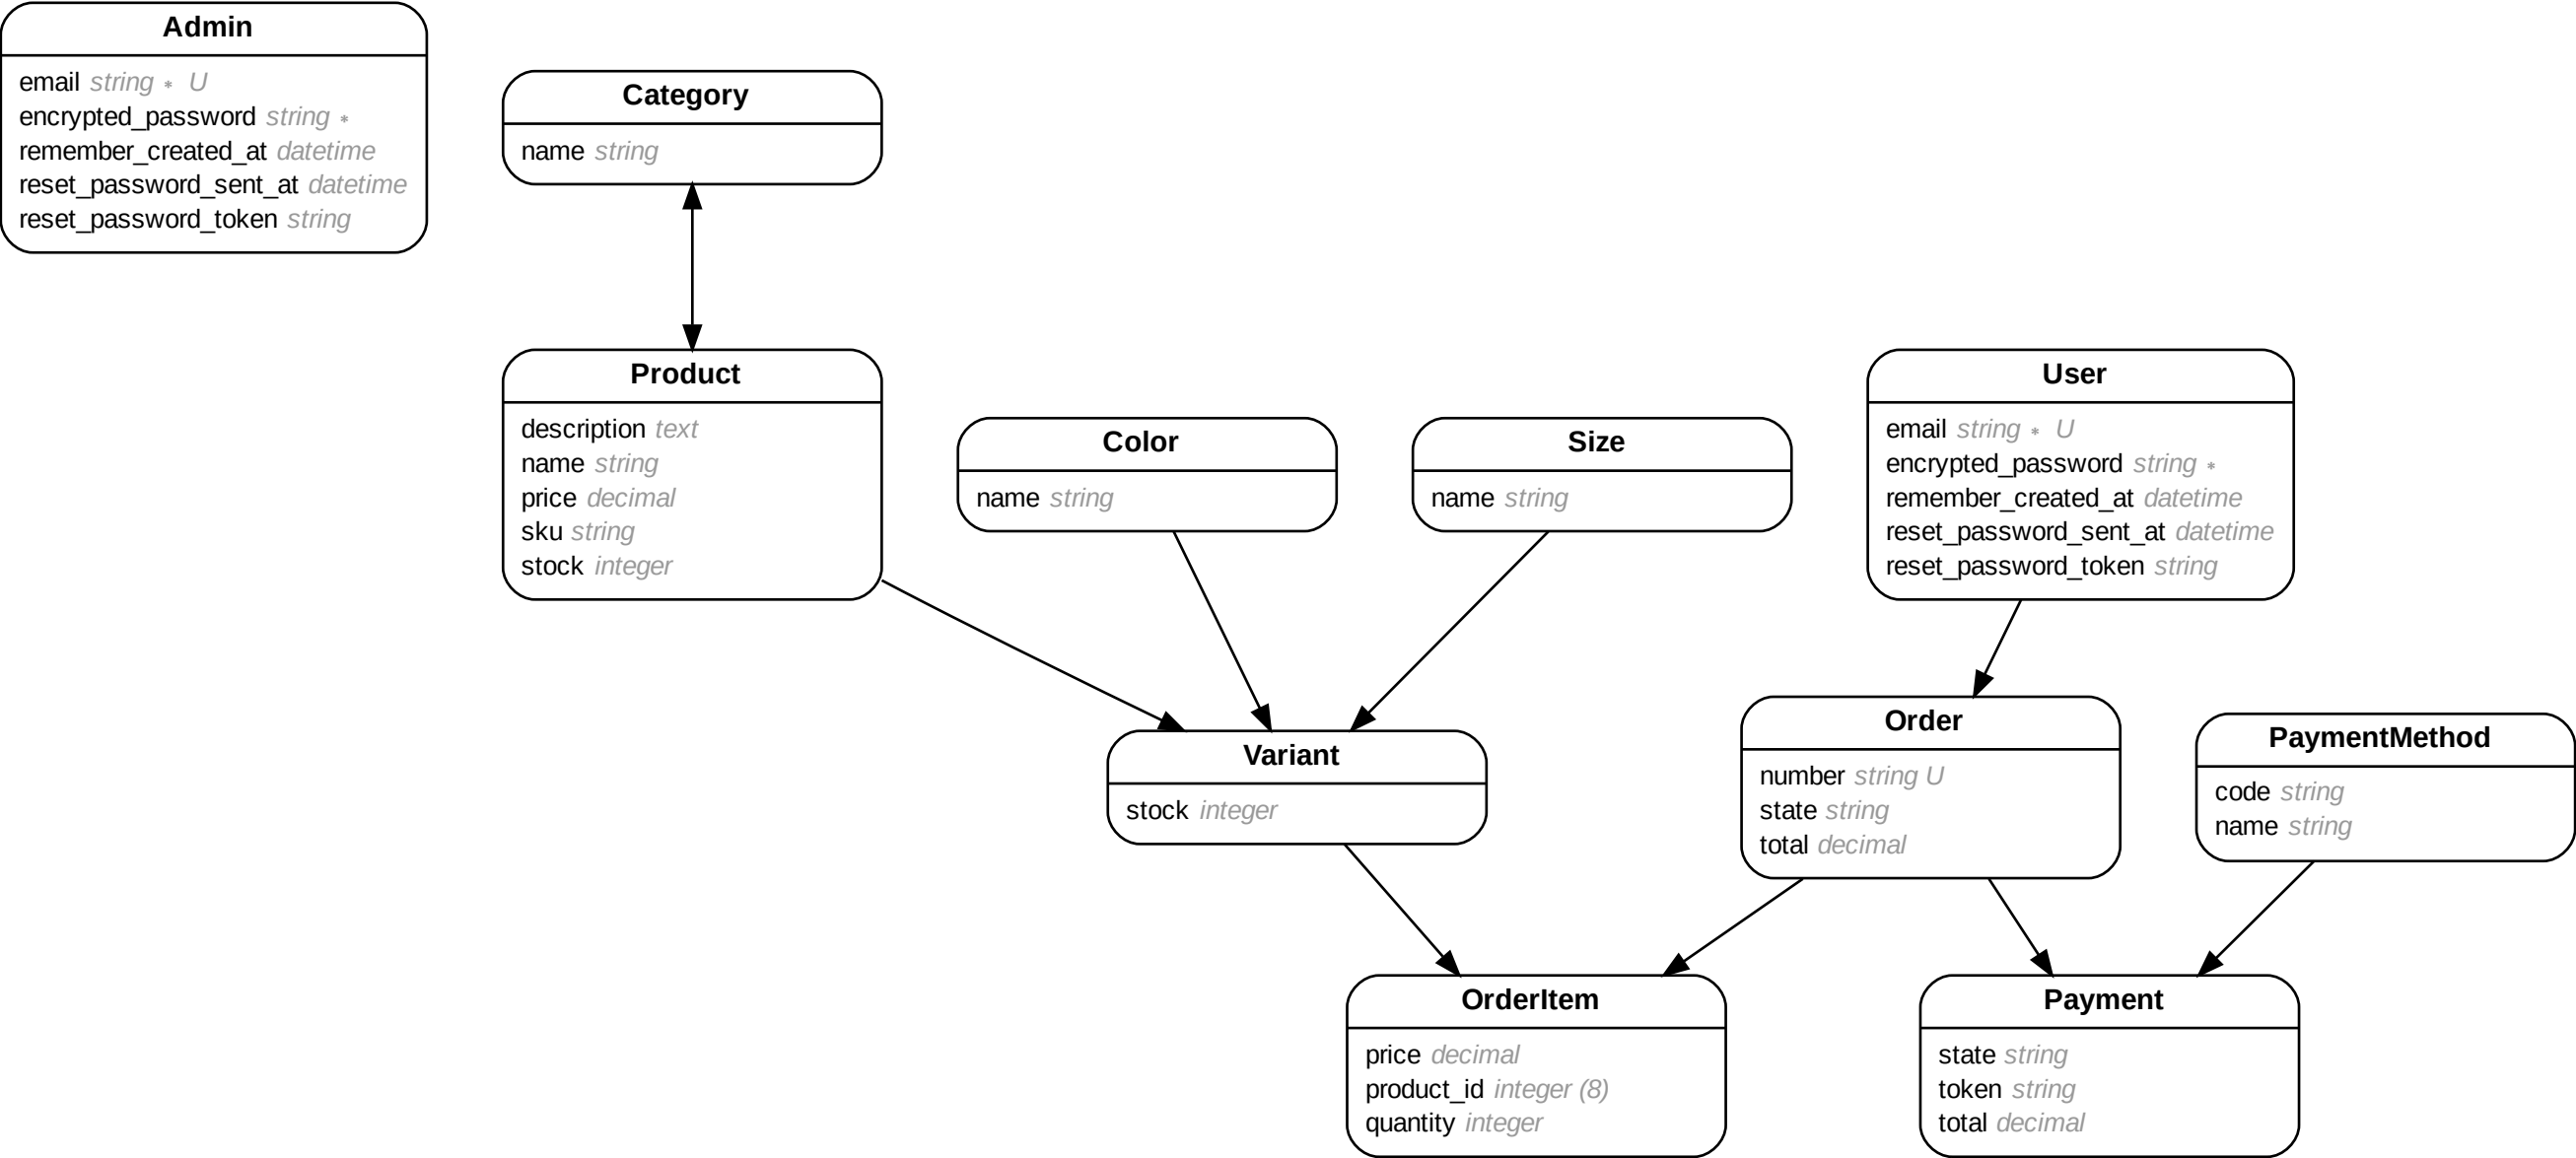 Admin
email string * U
encrypted_password string *
remember_created_at datetime
reset_password_sent_at datetime
reset_password_token string
Category
name string
Product
description text
name string
price decimal
sku string
stock integer
Color
name string
Size
name string
User
email string * U
encrypted_password string *
remember_created_at datetime
reset_password_sent_at datetime
reset_password_token string
Variant
stock integer
Order
number string U
state string
total decimal
PaymentMethod
code string
name string
OrderItem
price decimal
product_id integer (8)
quantity integer
Payment
state string
token string
total decimal